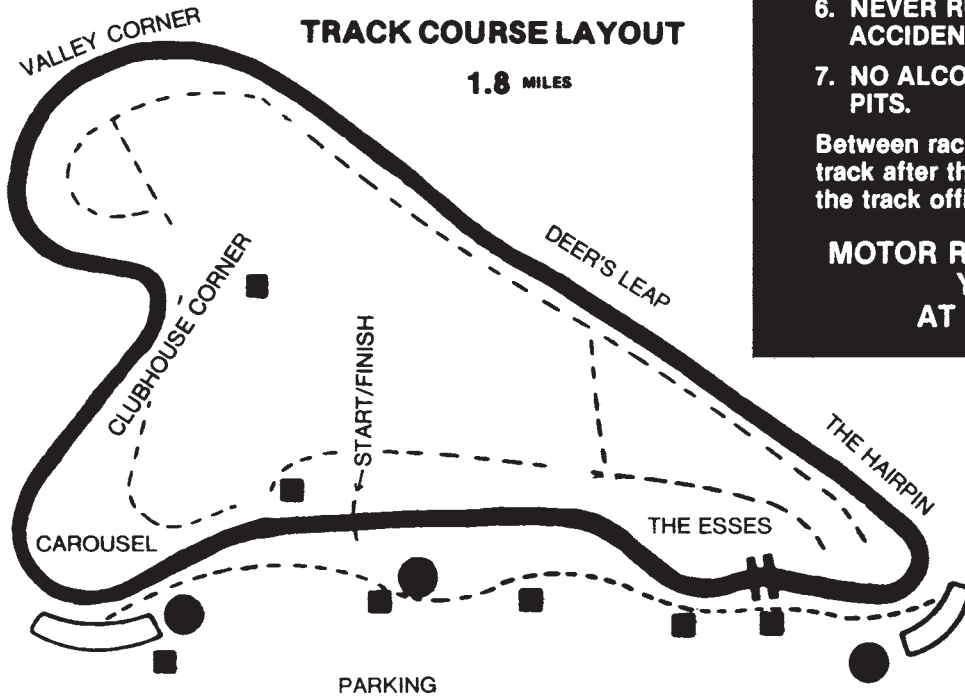 TRACK COURSE LAYOUT
1.8 MILES
VALLEY CORNER
DEER'S LEAP
CLUBHOUSE CORNER
←START/FINISH
THE HAIRPIN
THE ESSES
CAROUSEL
PARKING
6. NEVER R
ACCIDEN
7. NO ALCO
PITS.
Between rac
track after th
the track offi
MOTOR R
Y
AT